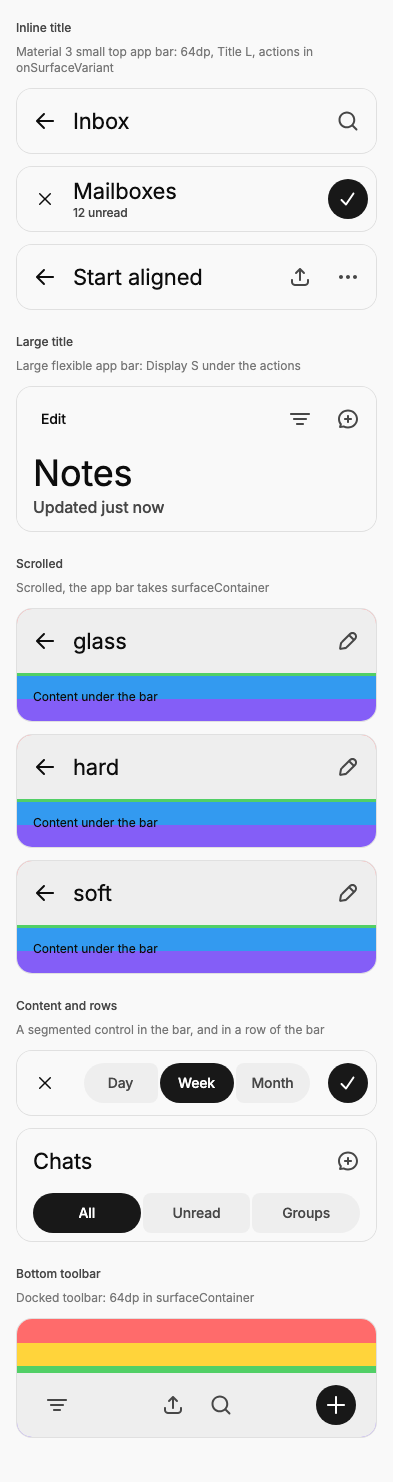 Inline title
Material 3 small top app bar: 64dp, Title L, actions in
onSurfaceVariant
Inbox
Mailboxes
12 unread
Start aligned
Large title
Large flexible app bar: Display S under the actions
Edit
Notes
Updated just now
Scrolled
Scrolled, the app bar takes surfaceContainer
glass
Content under the bar
hard
Content under the bar
soft
Content under the bar
Content and rows
A segmented control in the bar, and in a row of the bar
Day Week Month
Chats
All Unread Groups
Bottom toolbar
Docked toolbar: 64dp in surfaceContainer